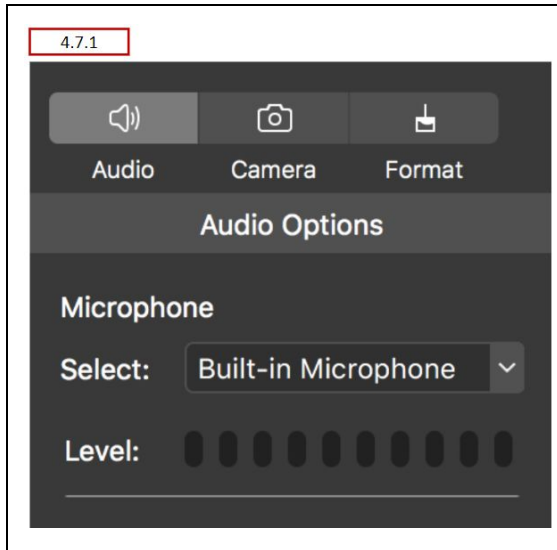 4.7.1
Audio Camera Format
Audio Options
Microphone
Select: Built-in Microphone
Level: